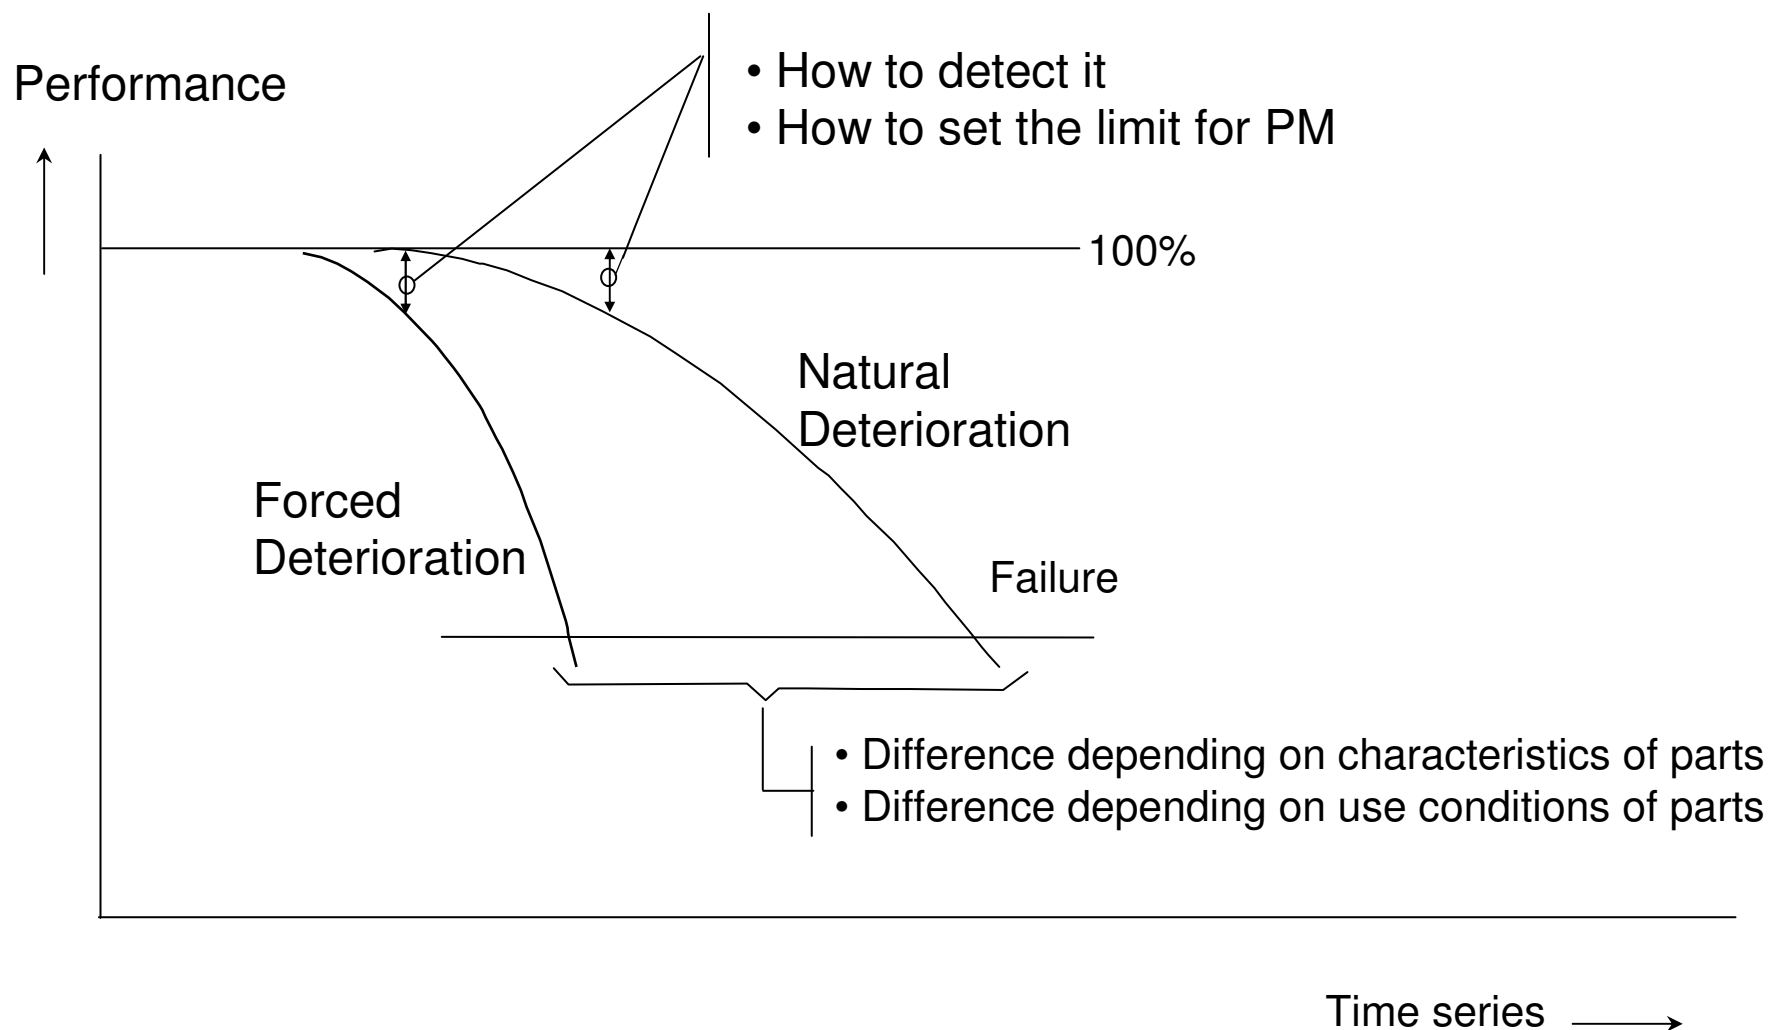 Performance
• How to detect it
• How to set the limit for PM
100%
Natural
Deterioration
Forced
Deterioration
Failure
• Difference depending on characteristics of parts
• Difference depending on use conditions of parts
Time series